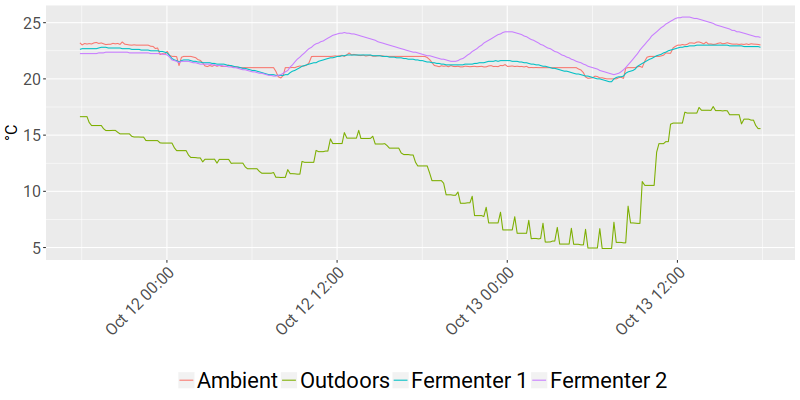 25
20
15
10
5
°C
Oct 12 00:00
Oct 12 12:00
Oct 13 00:00
Oct 13 12:00
Ambient Outdoors Fermenter 1 Fermenter 2